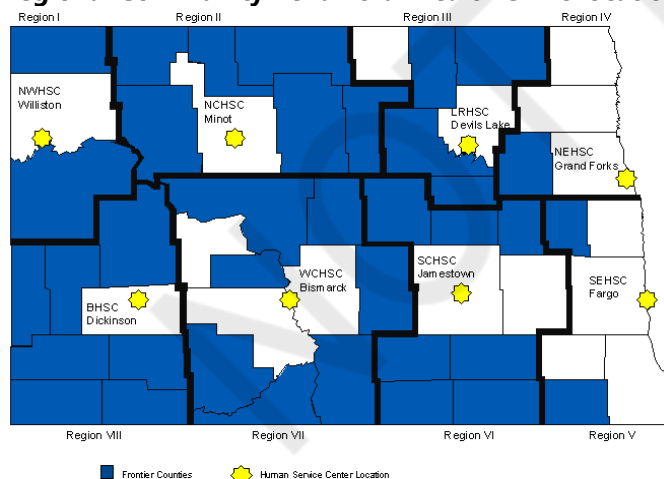 Region I
Region II
Region III
Region IV
NWHSC
Williston
NCHSC
Minot
LRHSC
Devils Lake
NEHSC
Grand Forks
BHSC
Dickinson
WCHSC
Bismarck
SCHSC
Jamestown
SEHSC
Fargo
Region VIII
Region VII
Region VI
Region V
Frontier Counties
Human Service Center Location